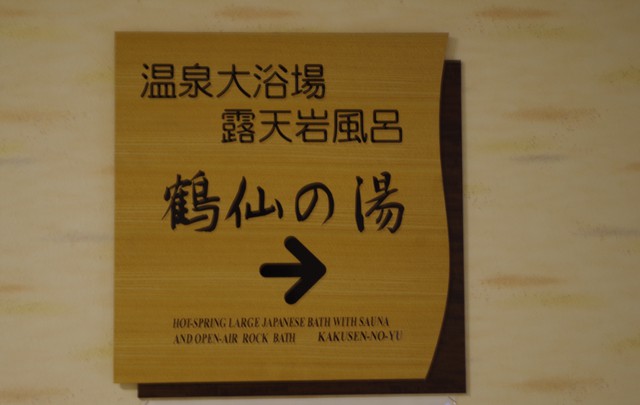 温泉大浴場
露天岩風呂
鶴仙の湯
HOT-SPRING LARGE JAPANESE BATH WITH SAUNA
AND OPEN-AIR ROCK BATH KAKUSEN-NO-YU